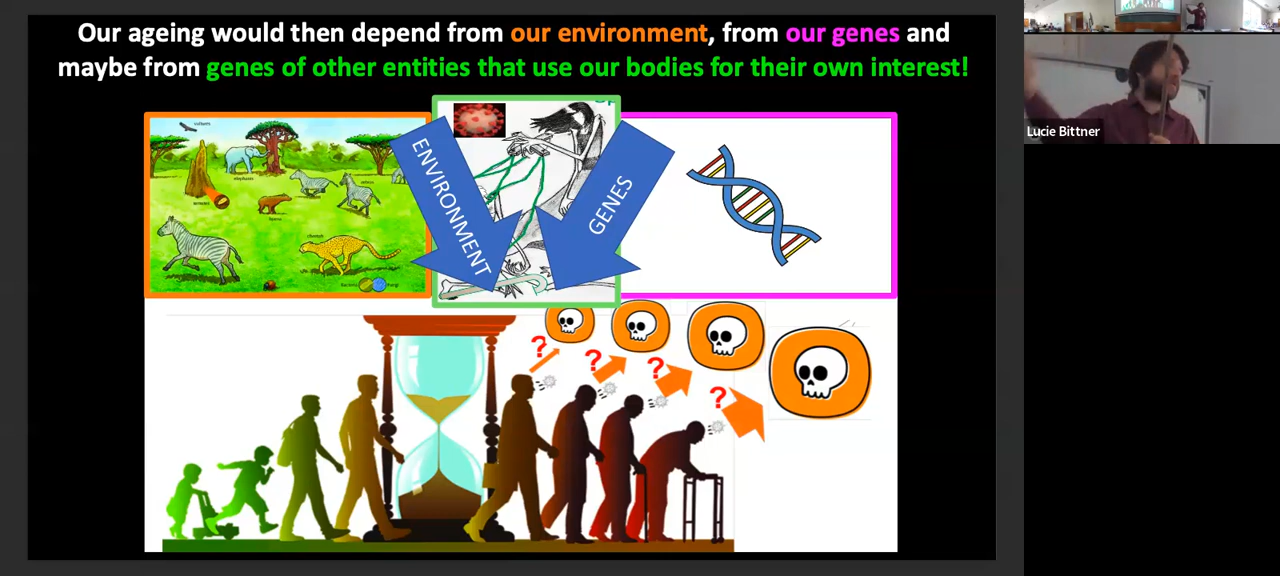 Our ageing would then depend from our environment, from our genes and
maybe from genes of other entities that use our bodies for their own interest!
ENVIRONMENT
GENES
?
?
?
?
Lucie Bittner